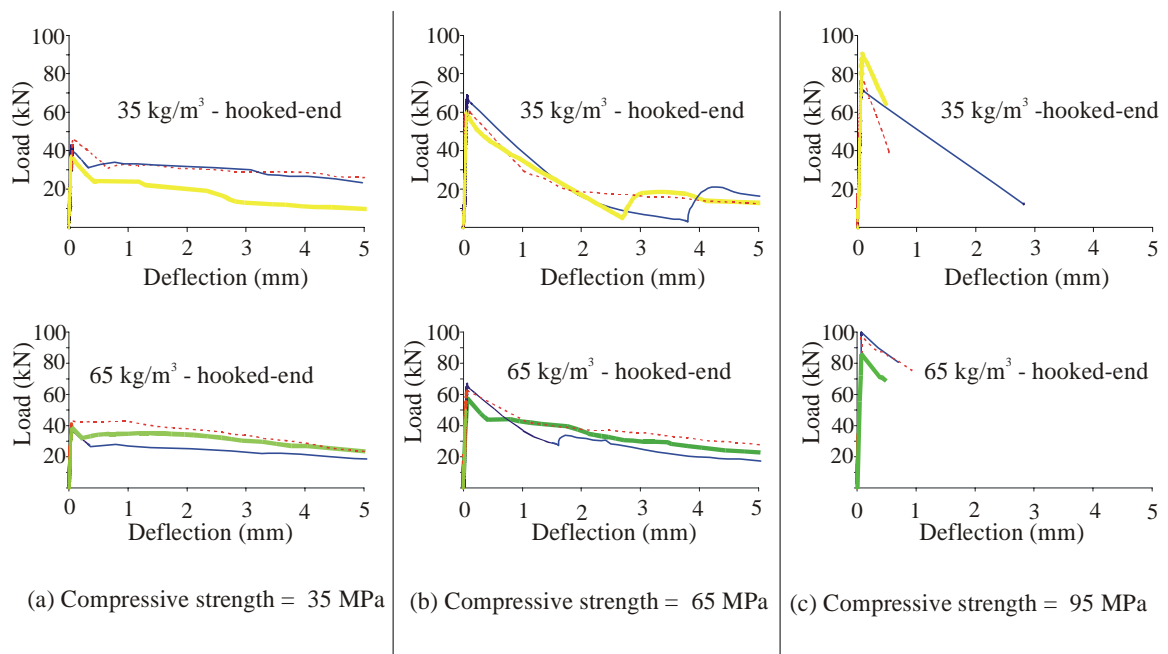 100
80
60
40
20
Load (kN)
35 kg/m³ - hooked-end
0 1 2 3 4 5
Deflection (mm)
100
80
60
40
20
Load (kN)
35 kg/m³ - hooked-end
0 1 2 3 4 5
Deflection (mm)
100
80
60
40
20
Load (kN)
35 kg/m³ -hooked-end
0 1 2 3 4 5
Deflection (mm)
100
80
60
40
20
Load (kN)
65 kg/m³ - hooked-end
0 1 2 3 4 5
Deflection (mm)
100
80
60
40
20
Load (kN)
65 kg/m³ - hooked-end
0 1 2 3 4 5
Deflection (mm)
100
80
60
40
20
Load (kN)
65 kg/m³ - hooked-end
0 1 2 3 4 5
Deflection (mm)
(a) Compressive strength = 35 MPa
(b) Compressive strength = 65 MPa
(c) Compressive strength = 95 MPa